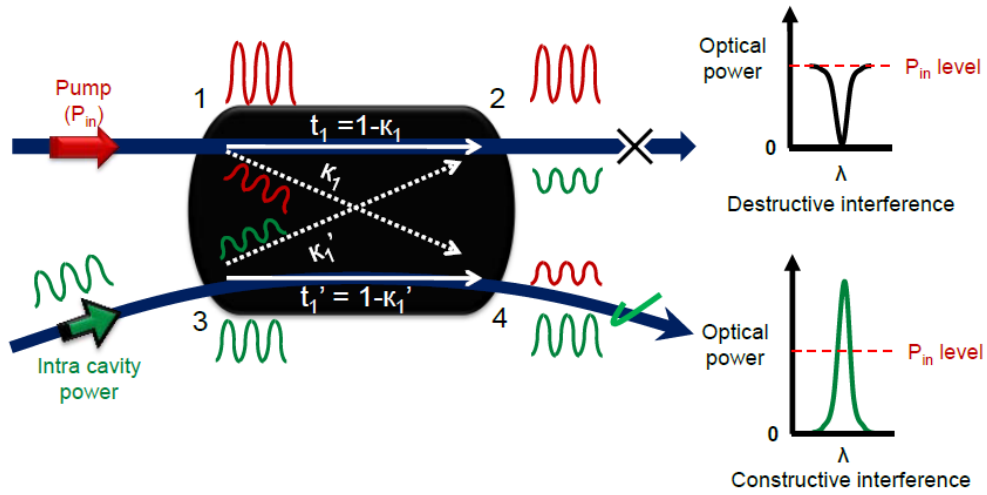 Pump
(Pin)
1
2
t1 =1-κ1
κ1
κ1'
t1' = 1-κ1'
3
4
Intra cavity
power
Optical
power
Pin level
0
λ
Destructive interference
Optical
power
Pin level
0
λ
Constructive interference